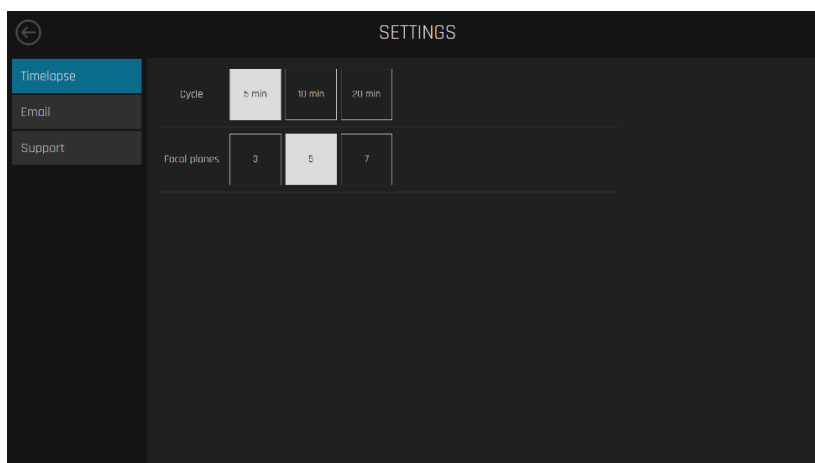 SETTINGS
Timelapse
Email
Support
Cycle 5 min 10 min 20 min
Focal planes 3 5 7